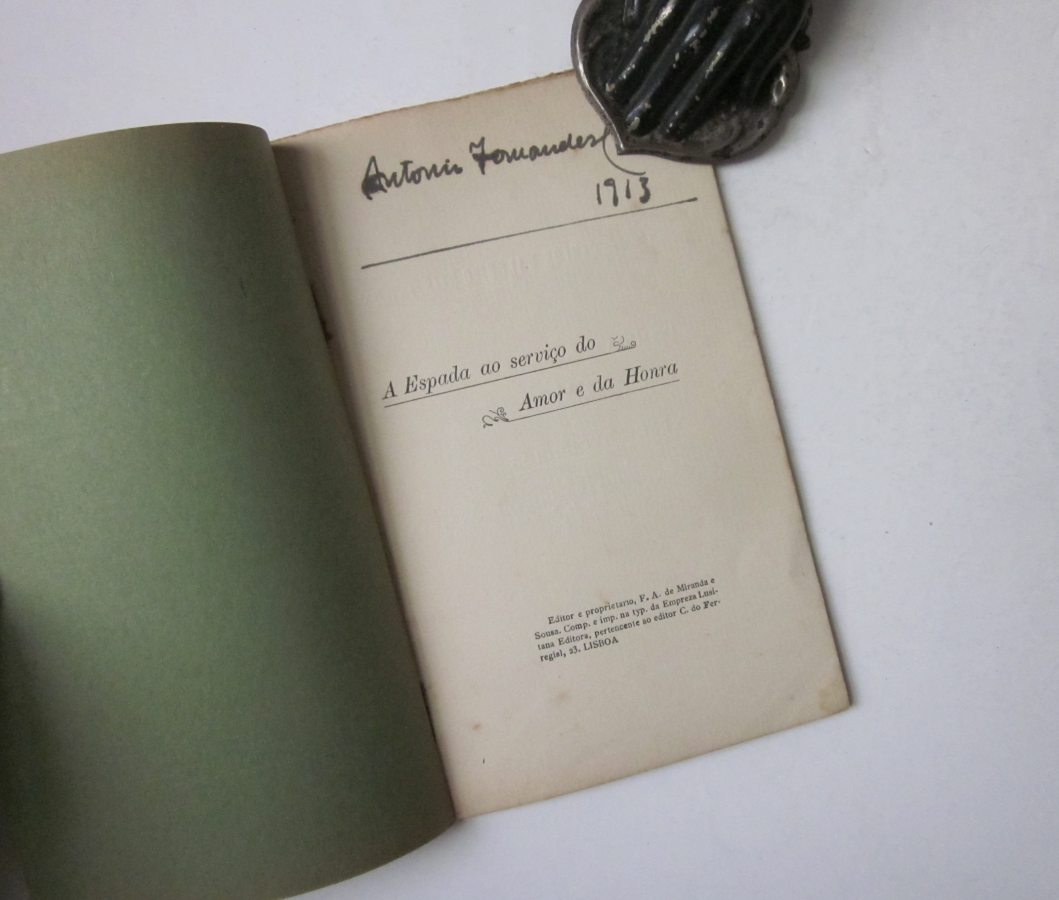 Antonio Fernandes
1913
A Espada ao serviço do
Amor e da Honra
Editor e proprietario, F. A. de Miranda e
Sousa. Comp. e imp. na typ. da Empreza Lusi-
tana Editora, pertencente ao editor C. do Fer-
regial, 23. LISBOA